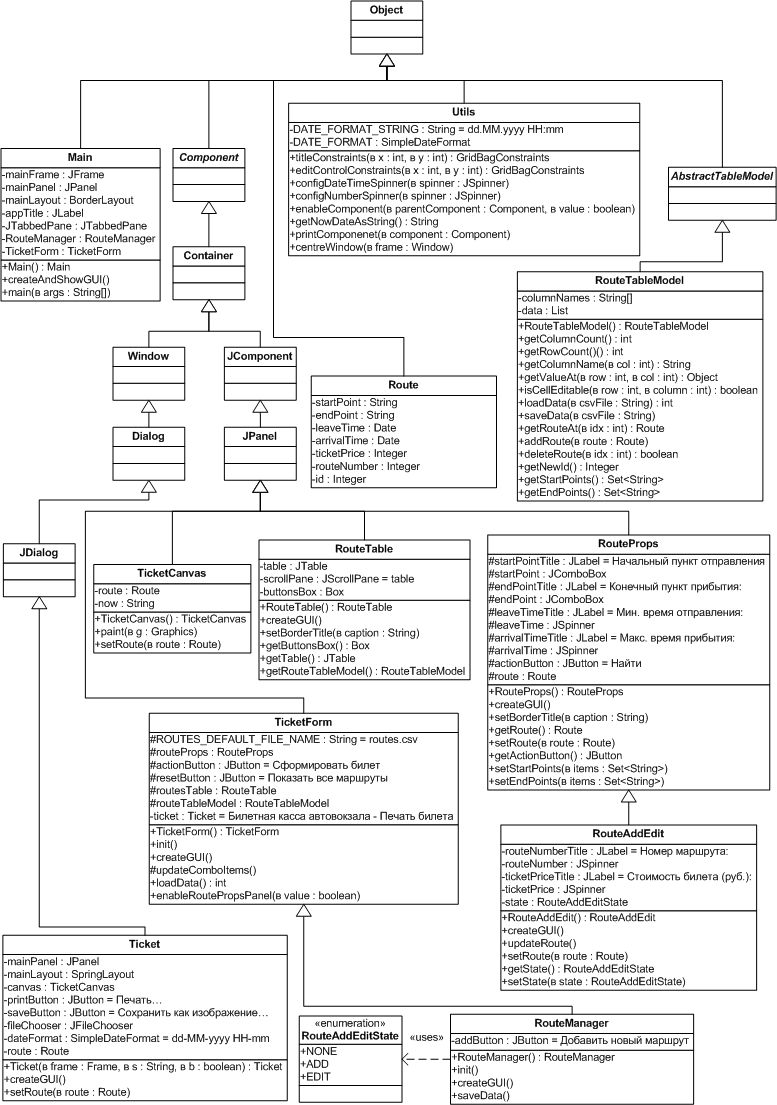 Object
Utils
-DATE_FORMAT_STRING : String = dd.MM.yyyy HH:mm
-DATE_FORMAT : SimpleDateFormat
+titleConstraints(в x : int, в y : int) : GridBagConstraints
+editControlConstraints(в x : int, в y : int) : GridBagConstraints
+configDateTimeSpinner(в spinner : JSpinner)
+configNumberSpinner(в spinner : JSpinner)
+enableComponent(в parentComponent : Component, в value : boolean)
+getNowDateAsString() : String
+printComponenet(в component : Component)
+centreWindow(в frame : Window)
Main
-mainFrame : JFrame
-mainPanel : JPanel
-mainLayout : BorderLayout
-appTitle : JLabel
-JTabbedPane : JTabbedPane
-RouteManager : RouteManager
-TicketForm : TicketForm
+Main() : Main
+createAndShowGUI()
+main(в args : String[])
Component
AbstractTableModel
Container
RouteTableModel
-columnNames : String[]
-data : List
+RouteTableModel() : RouteTableModel
+getColumnCount() : int
+getRowCount()() : int
+getColumnName(в col : int) : String
+getValueAt(в row : int, в col : int) : Object
+isCellEditable(в row : int, в column : int) : boolean
+loadData(в csvFile : String) : int
+saveData(в csvFile : String)
+getRouteAt(в idx : int) : Route
+addRoute(в route : Route)
+deleteRoute(в idx : int) : boolean
+getNewId() : Integer
+getStartPoints() : Set<String>
+getEndPoints() : Set<String>
Window
JComponent
Route
-startPoint : String
-endPoint : String
-leaveTime : Date
-arrivalTime : Date
-ticketPrice : Integer
-routeNumber : Integer
-id : Integer
Dialog
JPanel
JDialog
TicketCanvas
-route : Route
-now : String
+TicketCanvas() : TicketCanvas
+paint(в g : Graphics)
+setRoute(в route : Route)
RouteTable
-table : JTable
-scrollPane : JScrollPane = table
-buttonsBox : Box
+RouteTable() : RouteTable
+createGUI()
+setBorderTitle(в caption : String)
+getButtonsBox() : Box
+getTable() : JTable
+getRouteTableModel() : RouteTableModel
RouteProps
#startPointTitle : JLabel = Начальный пункт отправления
#startPoint : JComboBox
#endPointTitle : JLabel = Конечный пункт прибытия:
#endPoint : JComboBox
#leaveTimeTitle : JLabel = Мин. время отправления:
#leaveTime : JSpinner
#arrivalTimeTitle : JLabel = Макс. время прибытия:
#arrivalTime : JSpinner
#actionButton : JButton = Найти
#route : Route
+RouteProps() : RouteProps
+createGUI()
+setBorderTitle(в caption : String)
+getRoute() : Route
+setRoute(в route : Route)
+getActionButton() : JButton
+setStartPoints(в items : Set<String>)
+setEndPoints(в items : Set<String>)
TicketForm
#ROUTES_DEFAULT_FILE_NAME : String = routes.csv
#routeProps : RouteProps
#actionButton : JButton = Сформировать билет
#resetButton : JButton = Показать все маршруты
#routesTable : RouteTable
#routeTableModel : RouteTableModel
-ticket : Ticket = Билетная касса автовокзала - Печать билета
+TicketForm() : TicketForm
+init()
+createGUI()
#updateComboItems()
+loadData() : int
+enableRoutePropsPanel(в value : boolean)
RouteAddEdit
-routeNumberTitle : JLabel = Номер маршрута:
-routeNumber : JSpinner
-ticketPriceTitle : JLabel = Стоимость билета (руб.):
-ticketPrice : JSpinner
-state : RouteAddEditState
+RouteAddEdit() : RouteAddEdit
+createGUI()
+updateRoute()
+setRoute(в route : Route)
+getState() : RouteAddEditState
+setState(в state : RouteAddEditState)
Ticket
-mainPanel : JPanel
-mainLayout : SpringLayout
-canvas : TicketCanvas
-printButton : JButton = Печать...
-saveButton : JButton = Сохранить как изображение...
-fileChooser : JFileChooser
-dateFormat : SimpleDateFormat = dd-MM-yyyy HH-mm
-route : Route
+Ticket(в frame : Frame, в s : String, в b : boolean) : Ticket
+createGUI()
+setRoute(в route : Route)
«enumeration»
RouteAddEditState
+NONE
+ADD
+EDIT
«uses»
RouteManager
-addButton : JButton = Добавить новый маршрут
+RouteManager() : RouteManager
+init()
+createGUI()
+saveData()